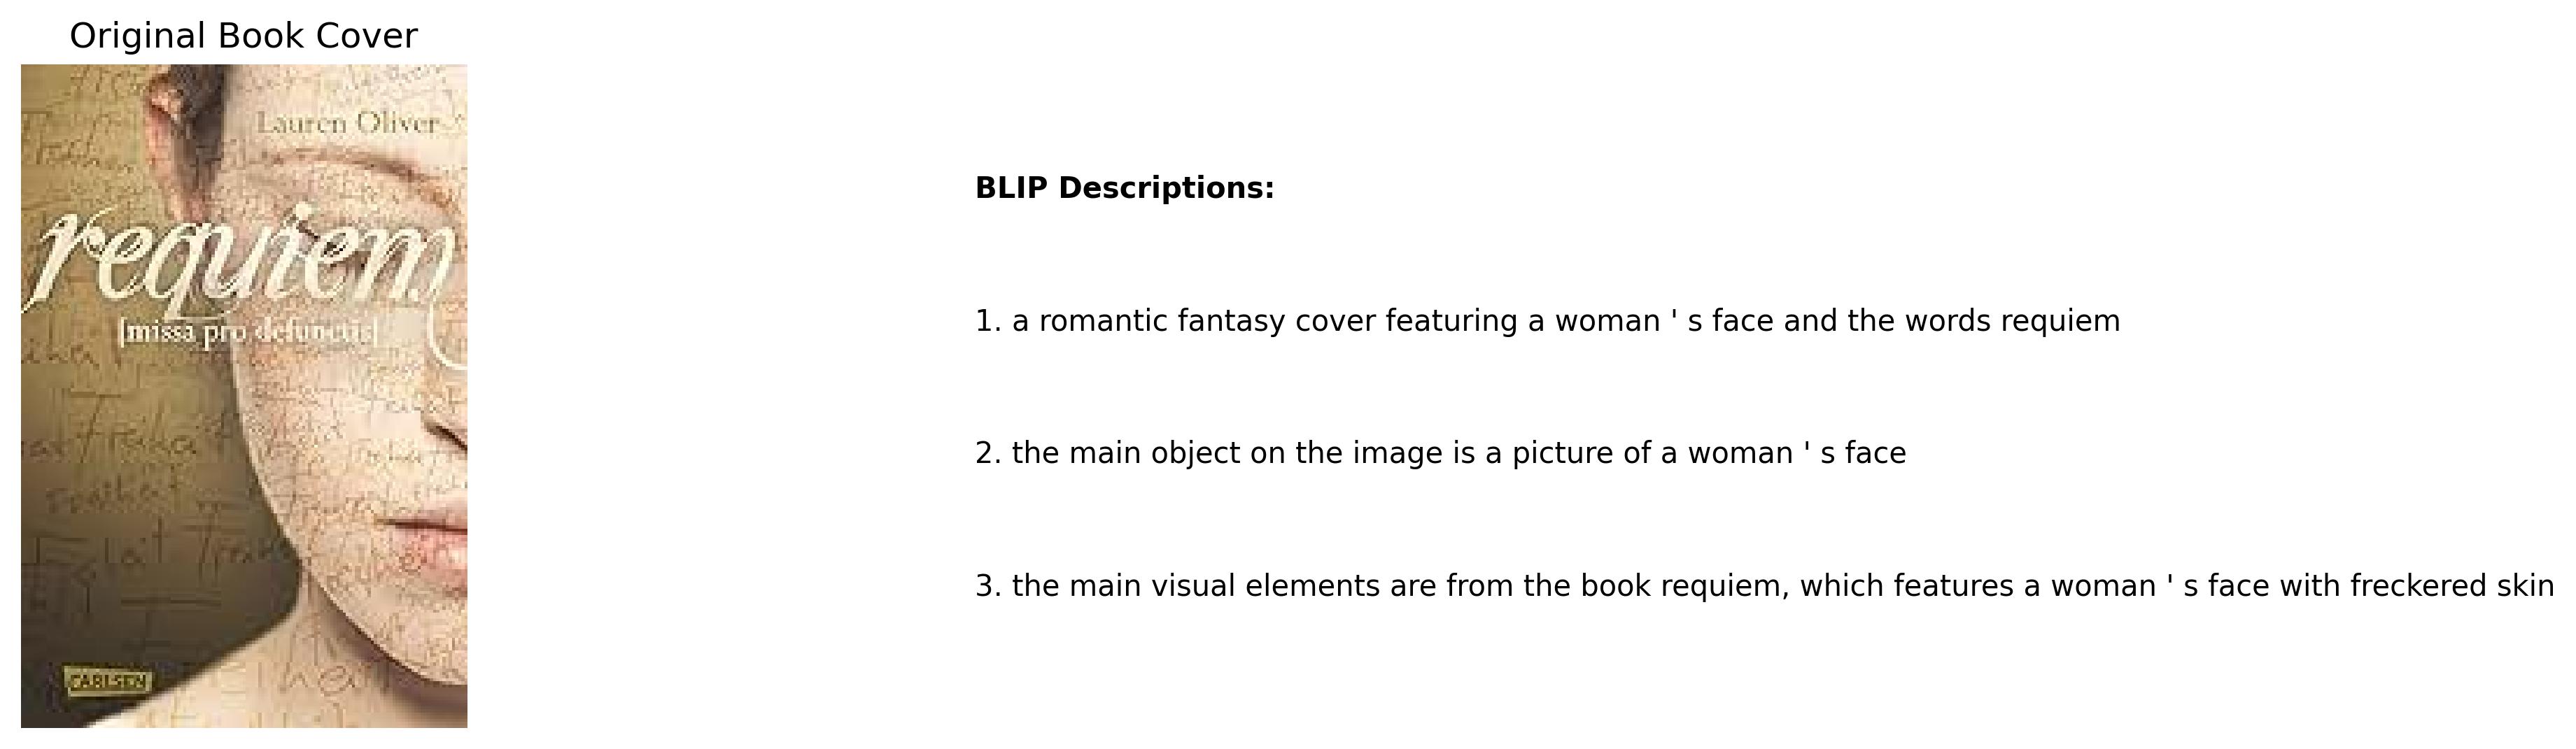 Original Book Cover
Lauren Oliver
requiem
[missa pro defunctis]
Freiheit
CARLSEN
BLIP Descriptions:
1. a romantic fantasy cover featuring a woman ' s face and the words requiem
2. the main object on the image is a picture of a woman ' s face
3. the main visual elements are from the book requiem, which features a woman ' s face with freckered skin